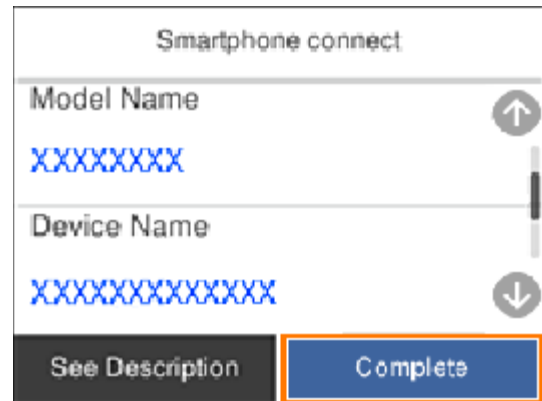 Smartphone connect
Model Name
XXXXXXXX
Device Name
XXXXXXXXXXXXX
See Description
Complete